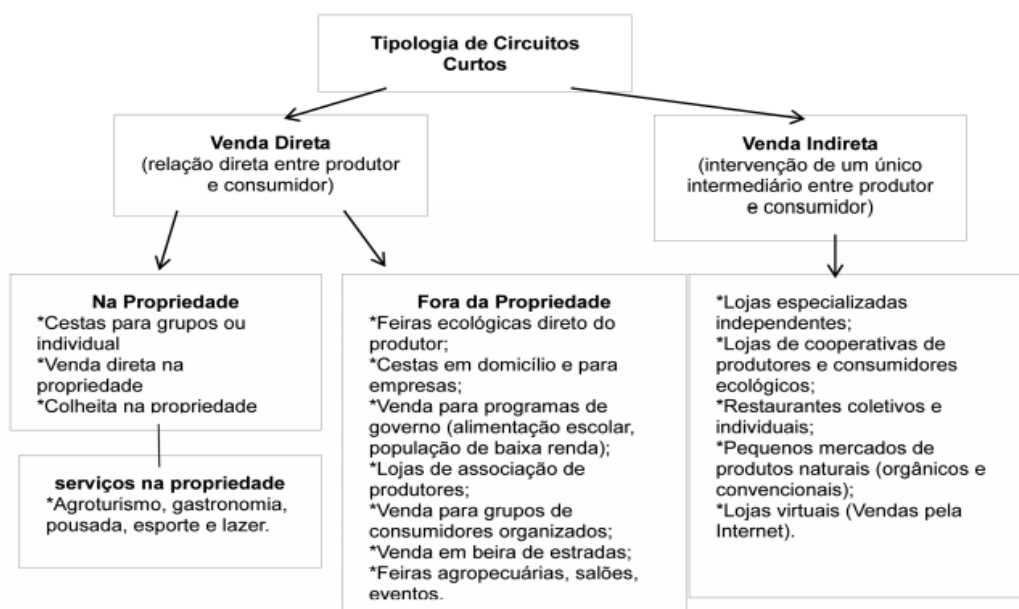 Tipologia de Circuitos
Curtos
Venda Direta
(relação direta entre produtor
e consumidor)
Venda Indireta
(intervenção de um único
intermediário entre produtor
e consumidor)
Na Propriedade
*Cestas para grupos ou
individual
*Venda direta na
propriedade
*Colheita na propriedade
serviços na propriedade
*Agroturismo, gastronomia,
pousada, esporte e lazer.
Fora da Propriedade
*Feiras ecológicas direto do
produtor;
*Cestas em domicílio e para
empresas;
*Venda para programas de
governo (alimentação escolar,
população de baixa renda);
*Lojas de associação de
produtores;
*Venda para grupos de
consumidores organizados;
*Venda em beira de estradas;
*Feiras agropecuárias, salões,
eventos.
*Lojas especializadas
independentes;
*Lojas de cooperativas de
produtores e consumidores
ecológicos;
*Restaurantes coletivos e
individuais;
*Pequenos mercados de
produtos naturais (orgânicos e
convencionais);
*Lojas virtuais (Vendas pela
Internet).